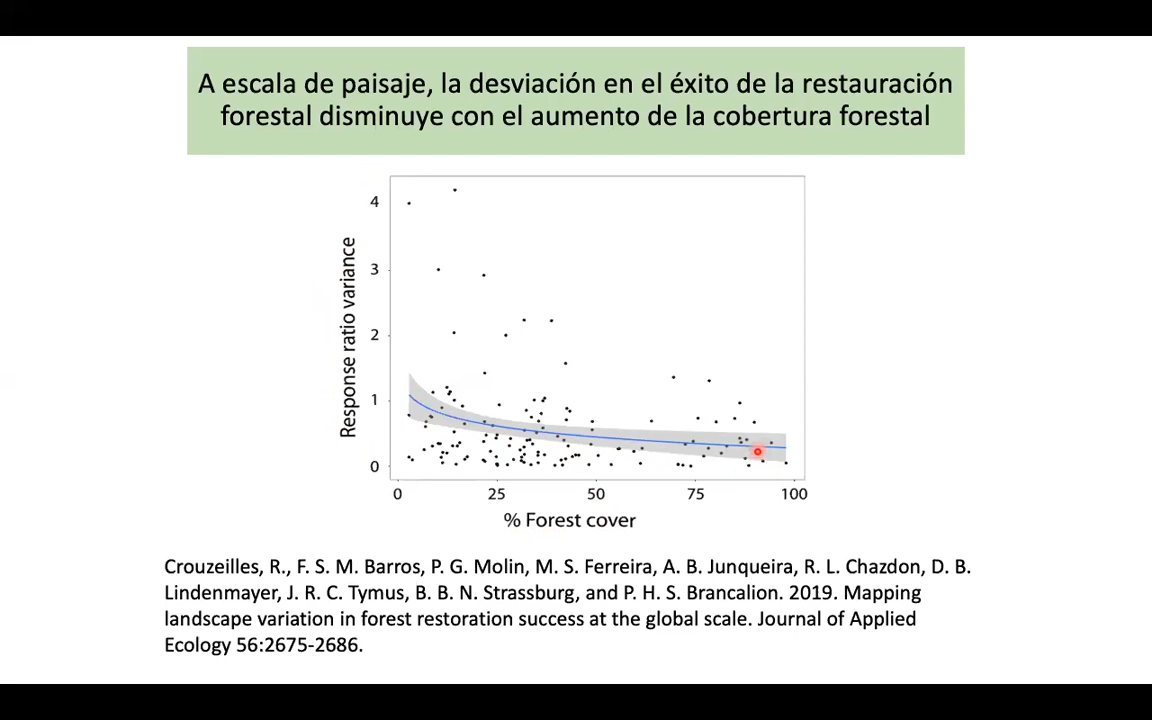 A escala de paisaje, la desviación en el éxito de la restauración
forestal disminuye con el aumento de la cobertura forestal
4
3
2
1
0
Response ratio variance
0 25 50 75 100
% Forest cover
Crouzeilles, R., F. S. M. Barros, P. G. Molin, M. S. Ferreira, A. B. Junqueira, R. L. Chazdon, D. B.
Lindenmayer, J. R. C. Tymus, B. B. N. Strassburg, and P. H. S. Brancalion. 2019. Mapping
landscape variation in forest restoration success at the global scale. Journal of Applied
Ecology 56:2675-2686.